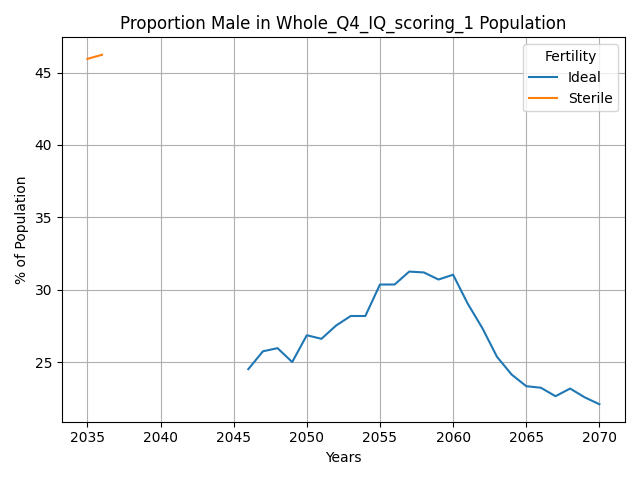 Proportion Male in Whole_Q4_IQ_scoring_1 Population
Fertility
Ideal
Sterile
% of Population
45
40
35
30
25
2035 2040 2045 2050 2055 2060 2065 2070
Years